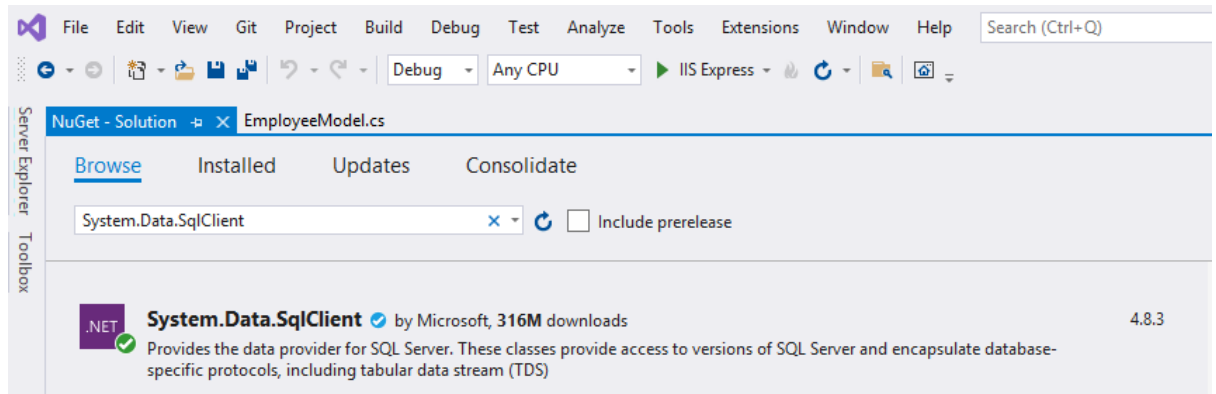 File Edit View Git Project Build Debug Test Analyze Tools Extensions Window Help Search (Ctrl+Q)
Debug Any CPU IIS Express
Server Explorer
Toolbox
NuGet - Solution EmployeeModel.cs
Browse Installed Updates Consolidate
System.Data.SqlClient Include prerelease
.NET System.Data.SqlClient by Microsoft, 316M downloads 4.8.3
Provides the data provider for SQL Server. These classes provide access to versions of SQL Server and encapsulate database-
specific protocols, including tabular data stream (TDS)